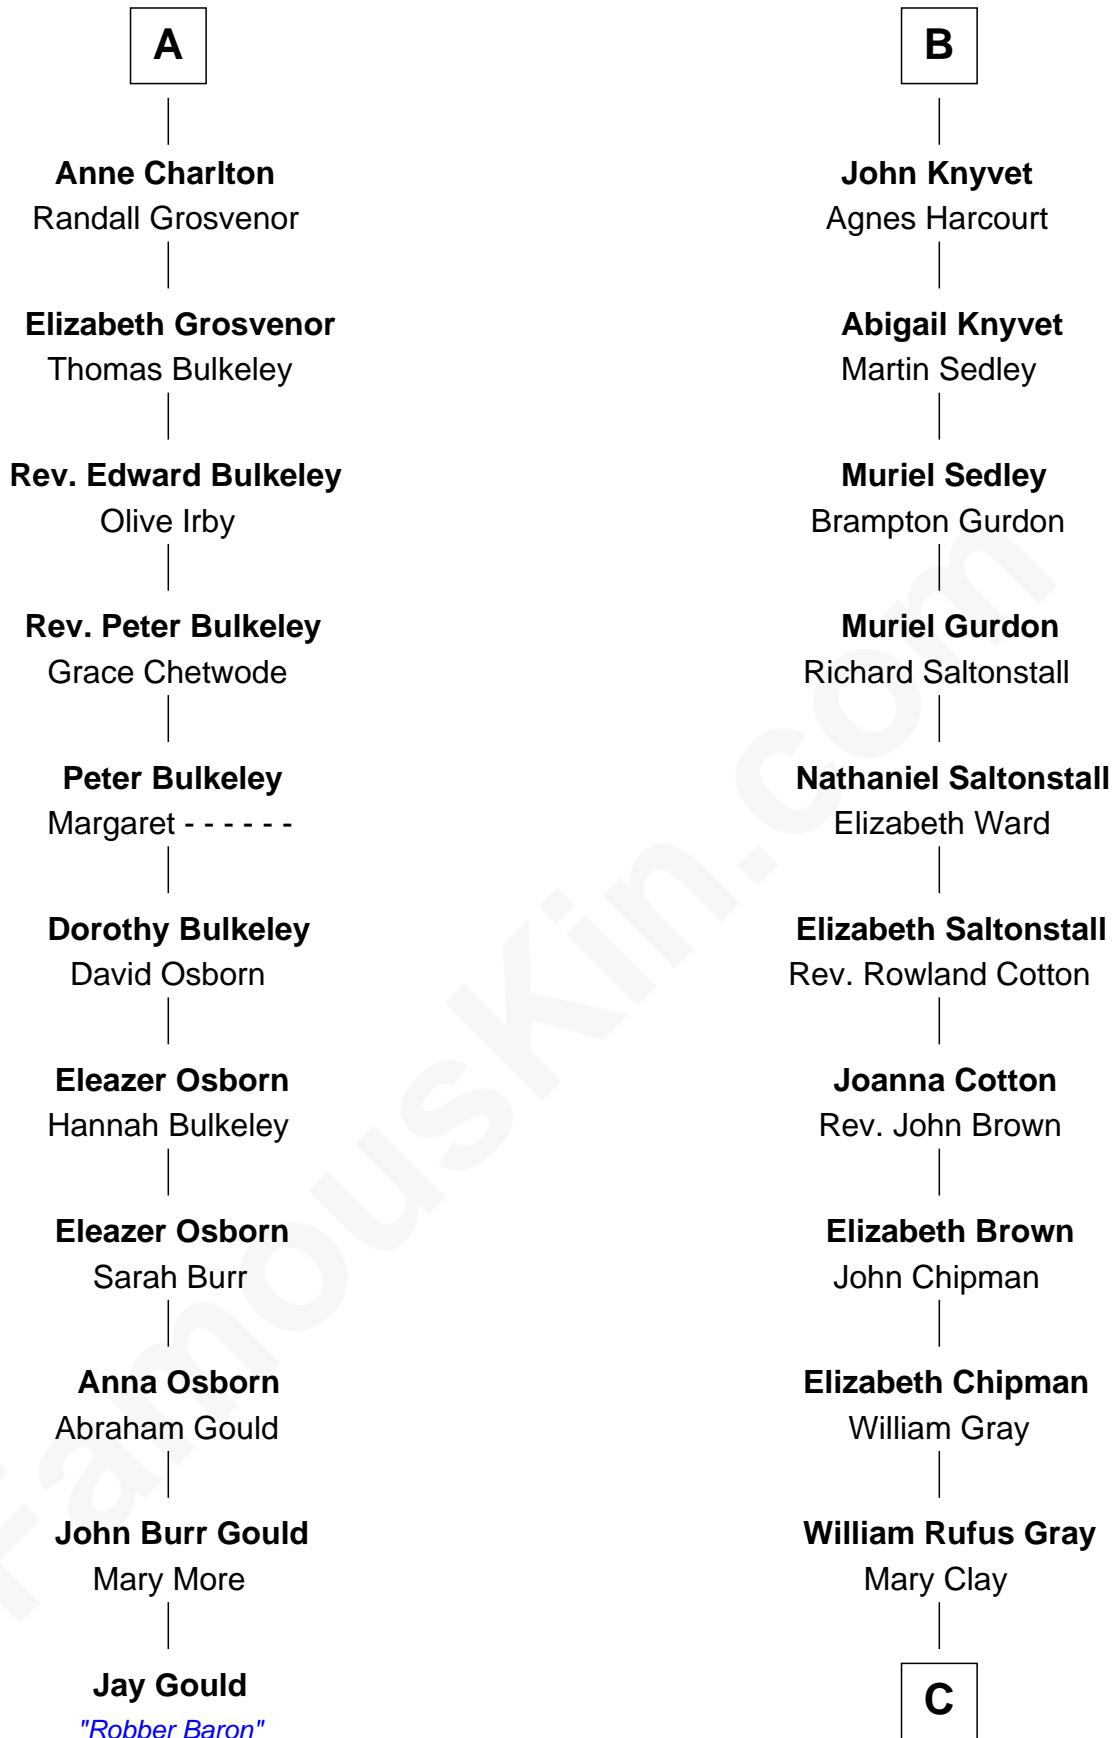 A
Anne Charlton
Randall Grosvenor
Elizabeth Grosvenor
Thomas Bulkeley
Rev. Edward Bulkeley
Olive Irby
Rev. Peter Bulkeley
Grace Chetwode
Peter Bulkeley
Margaret - - - - - -
Dorothy Bulkeley
David Osborn
Eleazer Osborn
Hannah Bulkeley
Eleazer Osborn
Sarah Burr
Anna Osborn
Abraham Gould
John Burr Gould
Mary More
Jay Gould
"Robber Baron"
B
John Knyvet
Agnes Harcourt
Abigail Knyvet
Martin Sedley
Muriel Sedley
Brampton Gurdon
Muriel Gurdon
Richard Saltonstall
Nathaniel Saltonstall
Elizabeth Ward
Elizabeth Saltonstall
Rev. Rowland Cotton
Joanna Cotton
Rev. John Brown
Elizabeth Brown
John Chipman
Elizabeth Chipman
William Gray
William Rufus Gray
Mary Clay
C
FamousKin.com